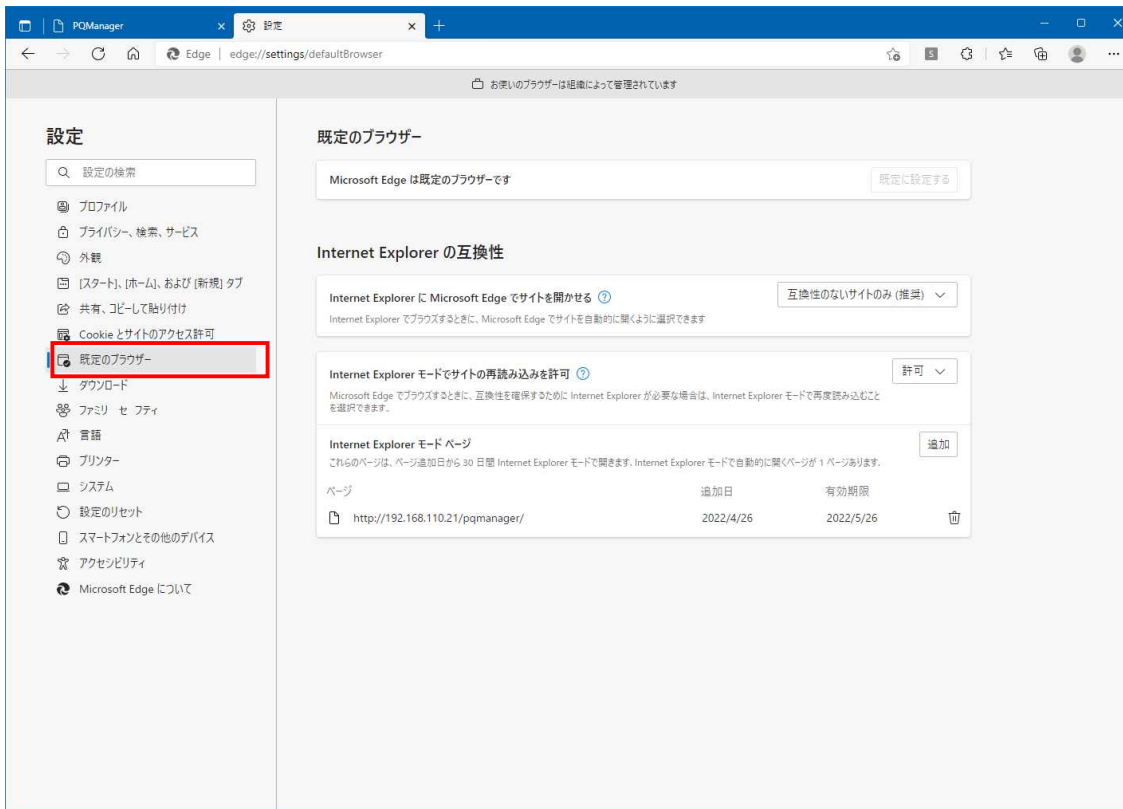 PQManager
設定
Edge | edge://settings/defaultBrowser
お使いのブラウザーは組織によって管理されています
設定
設定の検索
プロファイル
プライバシー、検索、サービス
外観
[スタート]、[ホーム]、および [新規] タブ
共有、コピーして貼り付け
Cookie とサイトのアクセス許可
既定のブラウザー
ダウンロード
ファミリ セ フティ
言語
プリンター
システム
設定のリセット
スマートフォンとその他のデバイス
アクセシビリティ
Microsoft Edge について
既定のブラウザー
Microsoft Edge は既定のブラウザーです
既定に設定する
Internet Explorer の互換性
Internet Explorer に Microsoft Edge でサイトを開かせる
互換性のないサイトのみ (推奨)
Internet Explorer でブラウズするときに、Microsoft Edge でサイトを自動的に開くように選択できます
Internet Explorer モードでサイトの再読み込みを許可
許可
Microsoft Edge でブラウズするときに、互換性を確保するために Internet Explorer が必要な場合は、Internet Explorer モードで再度読み込むこと
を選択できます。
Internet Explorer モード ページ
追加
これらのページは、ページ追加日から 30 日間 Internet Explorer モードで開きます。Internet Explorer モードで自動的に開くページが 1 ページあります.
ページ 追加日 有効期限
http://192.168.110.21/pqmanager/ 2022/4/26 2022/5/26